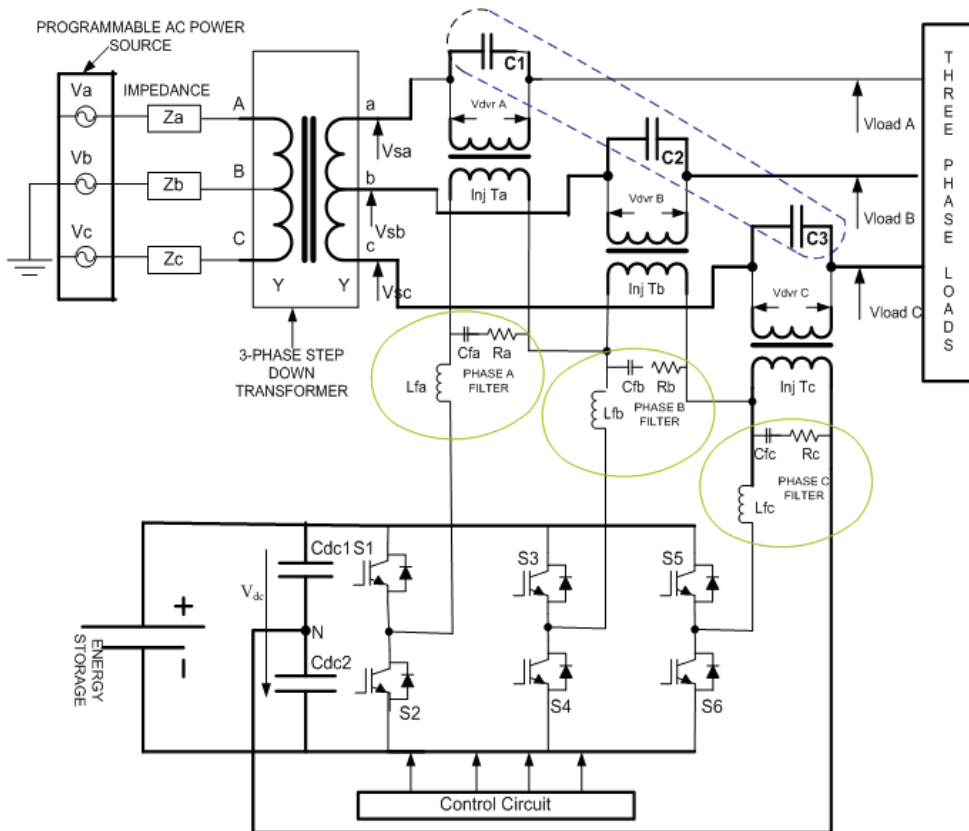 PROGRAMMABLE AC POWER
SOURCE
Va
IMPEDANCE
Za
A
a
Vsa
Vb
Zb
B
b
Vsb
Vc
Zc
C
c
Vsc
Y
Y
3-PHASE STEP
DOWN
TRANSFORMER
C1
Vdvr A
Inj Ta
C2
Vdvr B
Inj Tb
C3
Vdvr C
Inj Tc
Vload A
Vload B
Vload C
THREE PHASE LOADS
Cfa
Ra
Lfa
PHASE A
FILTER
Cfb
Rb
Lfb
PHASE B
FILTER
Cfc
Rc
Lfc
PHASE C
FILTER
ENERGY
STORAGE
+
−
Vdc
Cdc1
N
Cdc2
S1
S2
S3
S4
S5
S6
Control Circuit